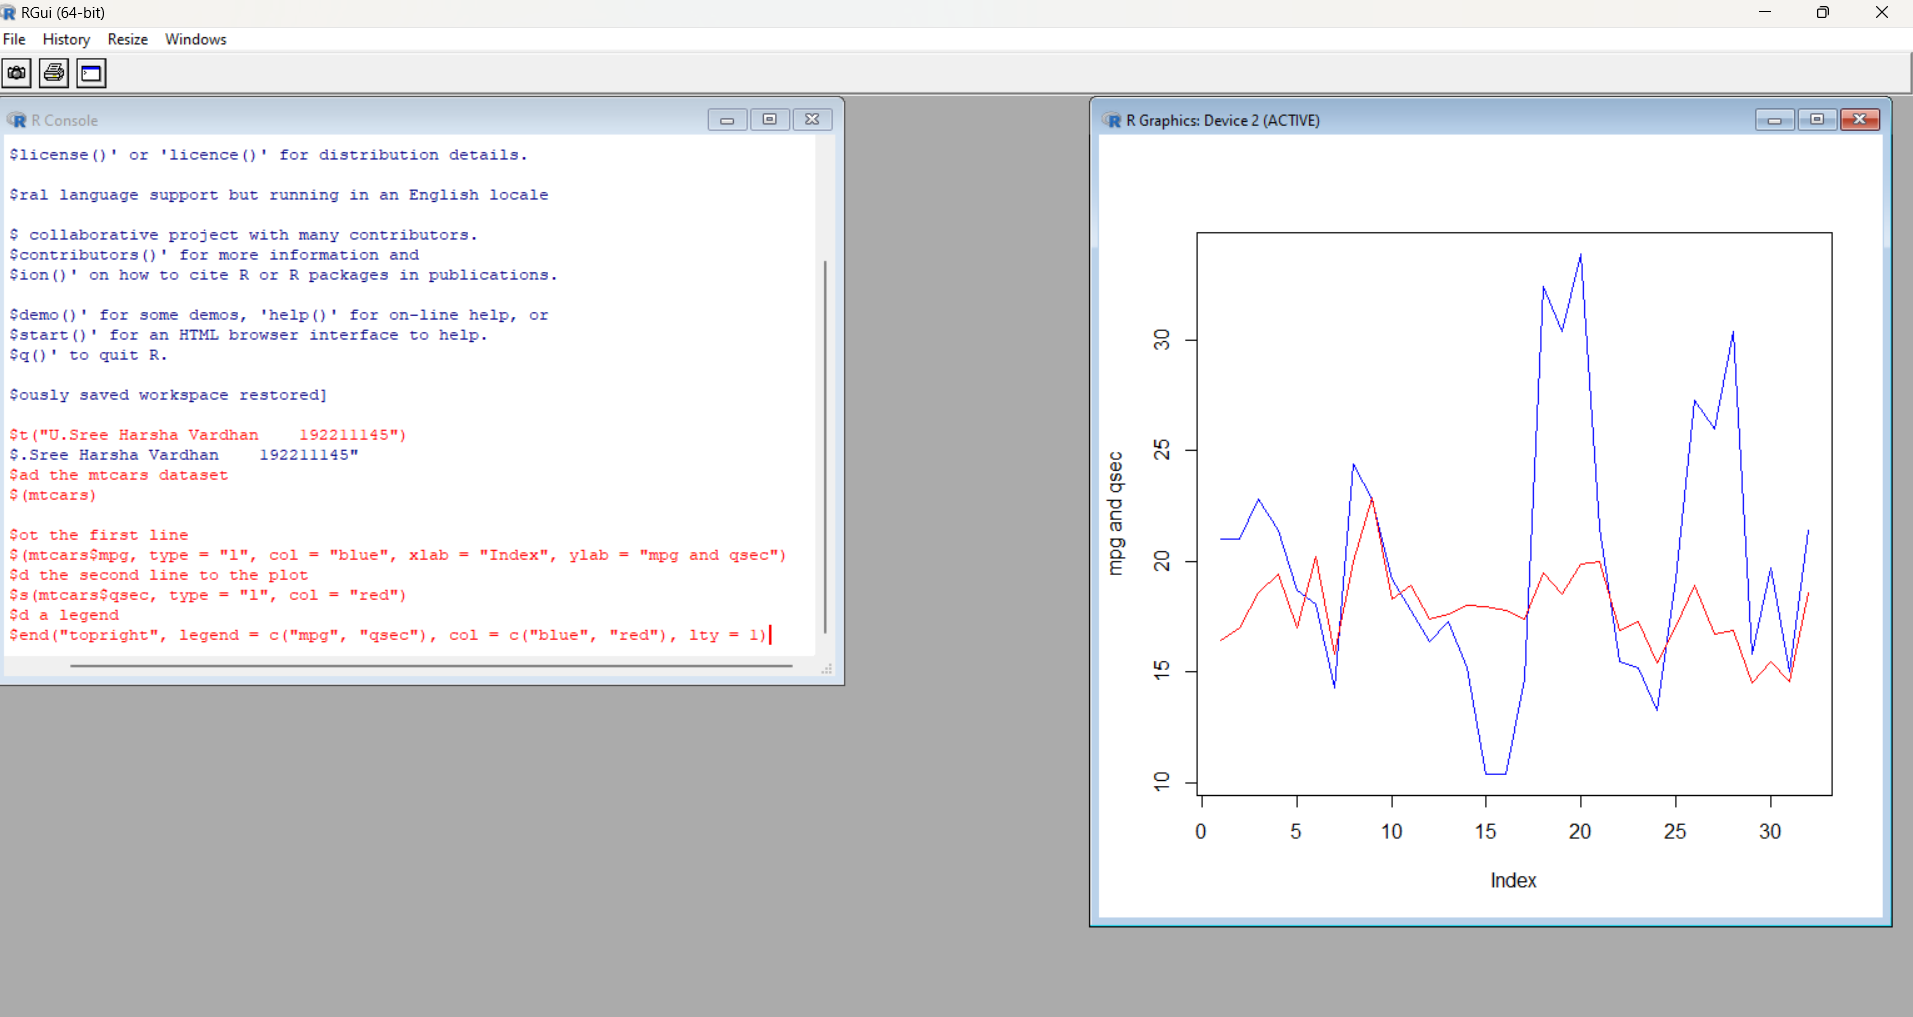 RGui (64-bit)
File History Resize Windows
R Console
$license()' or 'licence()' for distribution details.
$ral language support but running in an English locale
$ collaborative project with many contributors.
$contributors()' for more information and
$ion()' on how to cite R or R packages in publications.
$demo()' for some demos, 'help()' for on-line help, or
$start()' for an HTML browser interface to help.
$q()' to quit R.
$ously saved workspace restored]
$t("U.Sree Harsha Vardhan    192211145")
$.Sree Harsha Vardhan    192211145"
$ad the mtcars dataset
$(mtcars)
$ot the first line
$(mtcars$mpg, type = "l", col = "blue", xlab = "Index", ylab = "mpg and qsec")
$d the second line to the plot
$s(mtcars$qsec, type = "l", col = "red")
$d a legend
$end("topright", legend = c("mpg", "qsec"), col = c("blue", "red"), lty = 1)
R Graphics: Device 2 (ACTIVE)
mpg and qsec
30
25
20
15
10
0 5 10 15 20 25 30
Index